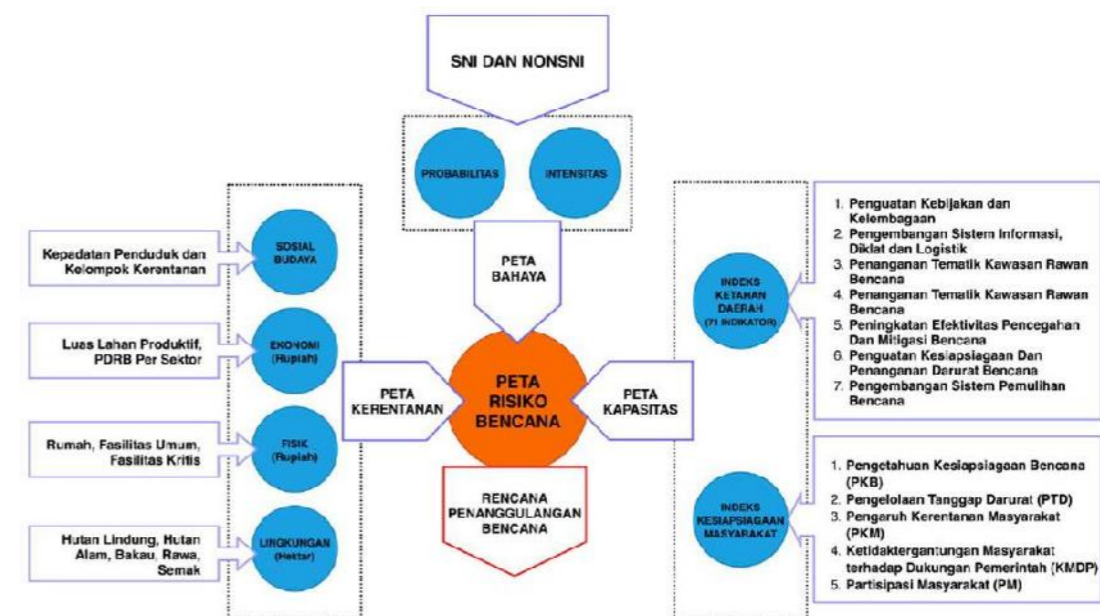 SNI DAN NONSNI
PROBABILITAS
INTENSITAS
PETA
BAHAYA
Kepadatan Penduduk dan
Kelompok Kerentanan
SOSIAL
BUDAYA
Luas Lahan Produktif,
PDRB Per Sektor
EKONOMI
(Rupiah)
Rumah, Fasilitas Umum,
Fasilitas Kritis
FISIK
(Rupiah)
Hutan Lindung, Hutan
Alam, Bakau, Rawa,
Semak
LINGKUNGAN
(Hektar)
PETA
KERENTANAN
PETA
RISIKO
BENCANA
PETA
KAPASITAS
RENCANA
PENANGGULANGAN
BENCANA
INDEKS
KETAHAN
DAERAH
(71 INDIKATOR)
1. Penguatan Kebijakan dan
Kelembagaan
2. Pengembangan Sistem Informasi,
Diklat dan Logistik
3. Penanganan Tematik Kawasan Rawan
Bencana
4. Penanganan Tematik Kawasan Rawan
Bencana
5. Peningkatan Efektivitas Pencegahan
Dan Mitigasi Bencana
6. Penguatan Kesiapsiagaan Dan
Penanganan Darurat Bencana
7. Pengembangan Sistem Pemulihan
Bencana
INDEKS
KESIAPSIAGAAN
MASYARAKAT
1. Pengetahuan Kesiapsiagaan Bencana
(PKB)
2. Pengelolaan Tanggap Darurat (PTD)
3. Pengaruh Kerentanan Masyarakat
(PKM)
4. Ketidaktergantungan Masyarakat
terhadap Dukungan Pemerintah (KMDP)
5. Partisipasi Masyarakat (PM)